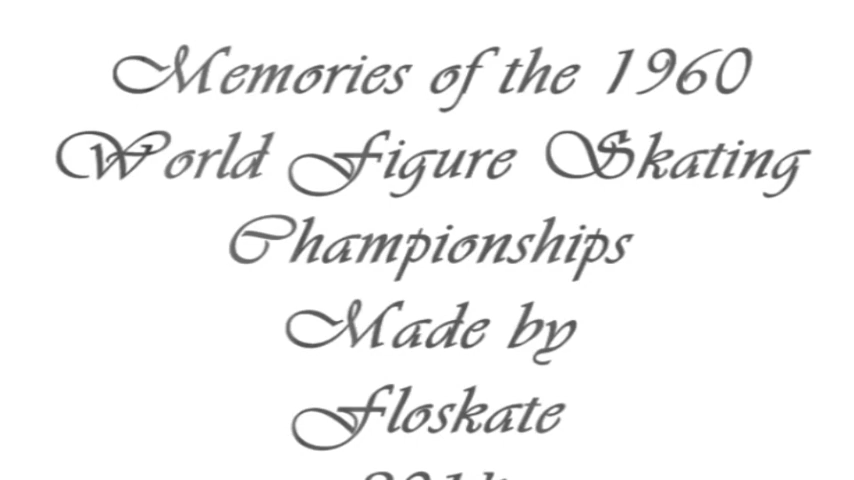 Memories of the 1960
World Figure Skating
Championships
Made by
Floskate